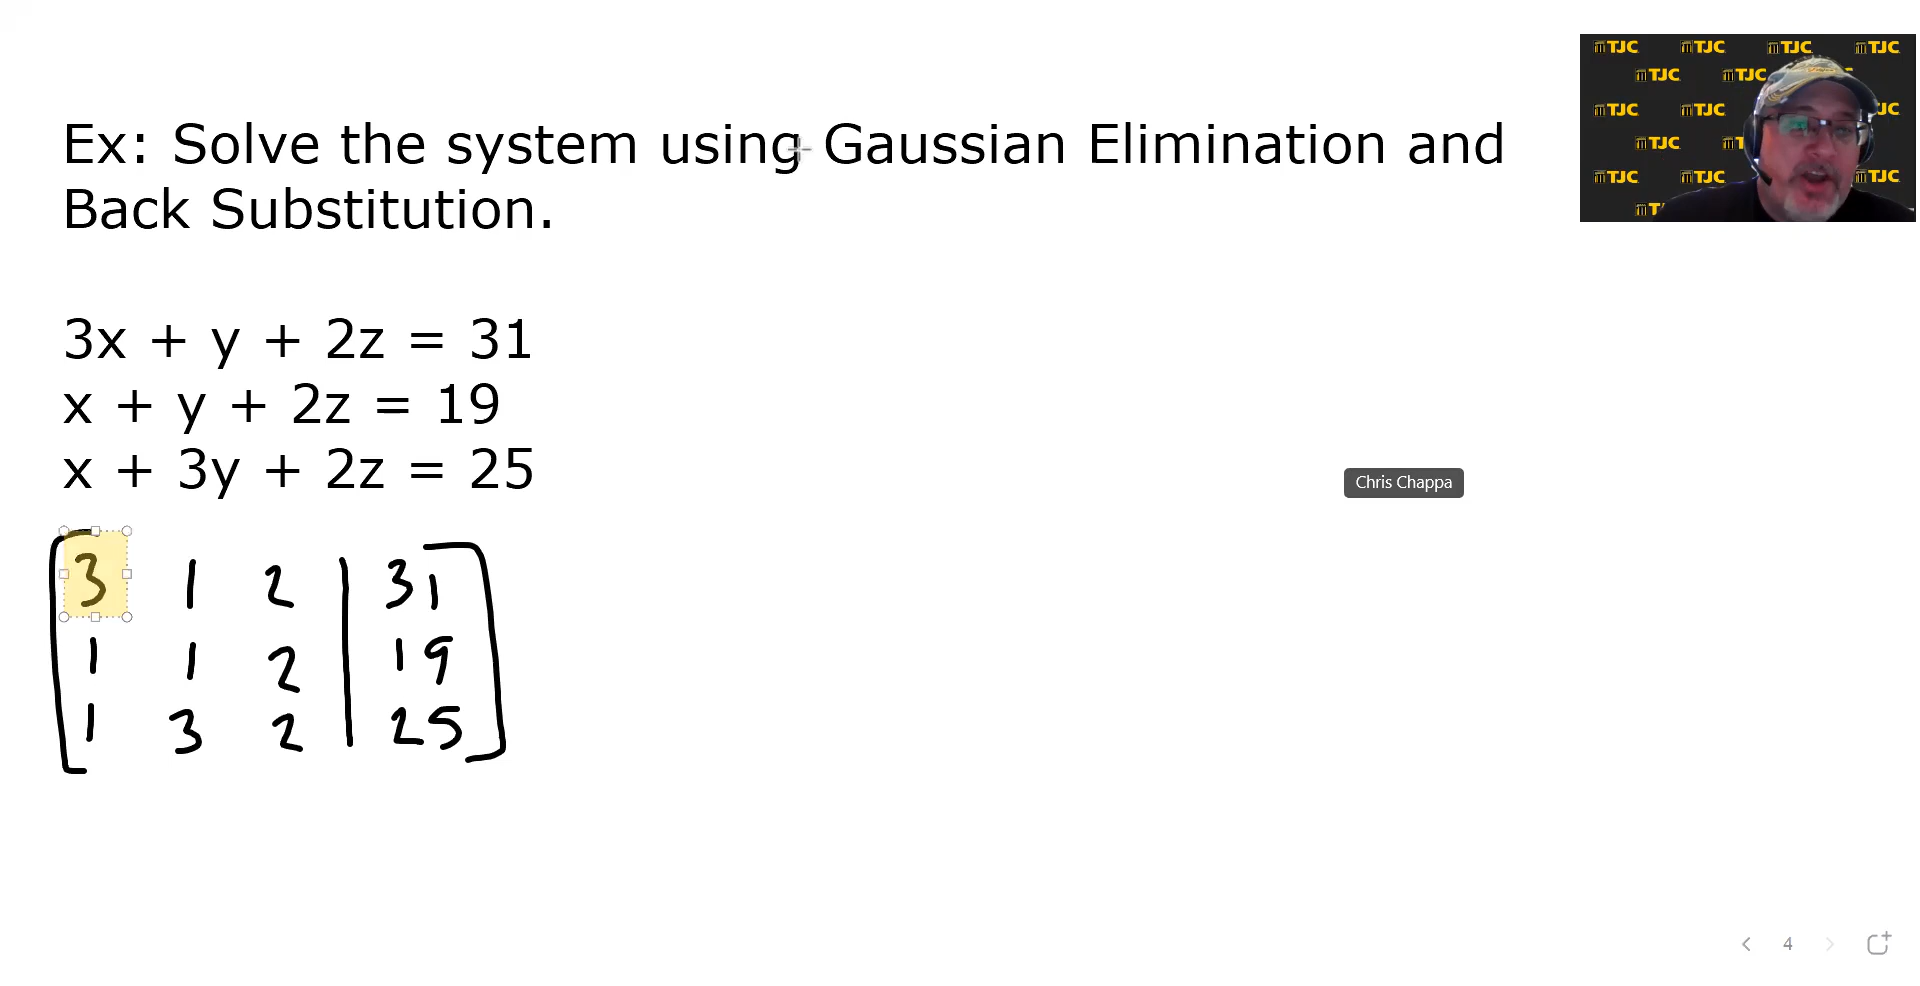 Ex: Solve the system using Gaussian Elimination and
Back Substitution.
3x + y + 2z = 31
x + y + 2z = 19
x + 3y + 2z = 25
3 1 2 | 31
1 1 2 | 19
1 3 2 | 25
TJC TJC TJC TJC
TJC TJC TJC
TJC TJC JC
TJC T
TJC TJC TJC
T
Chris Chappa
4